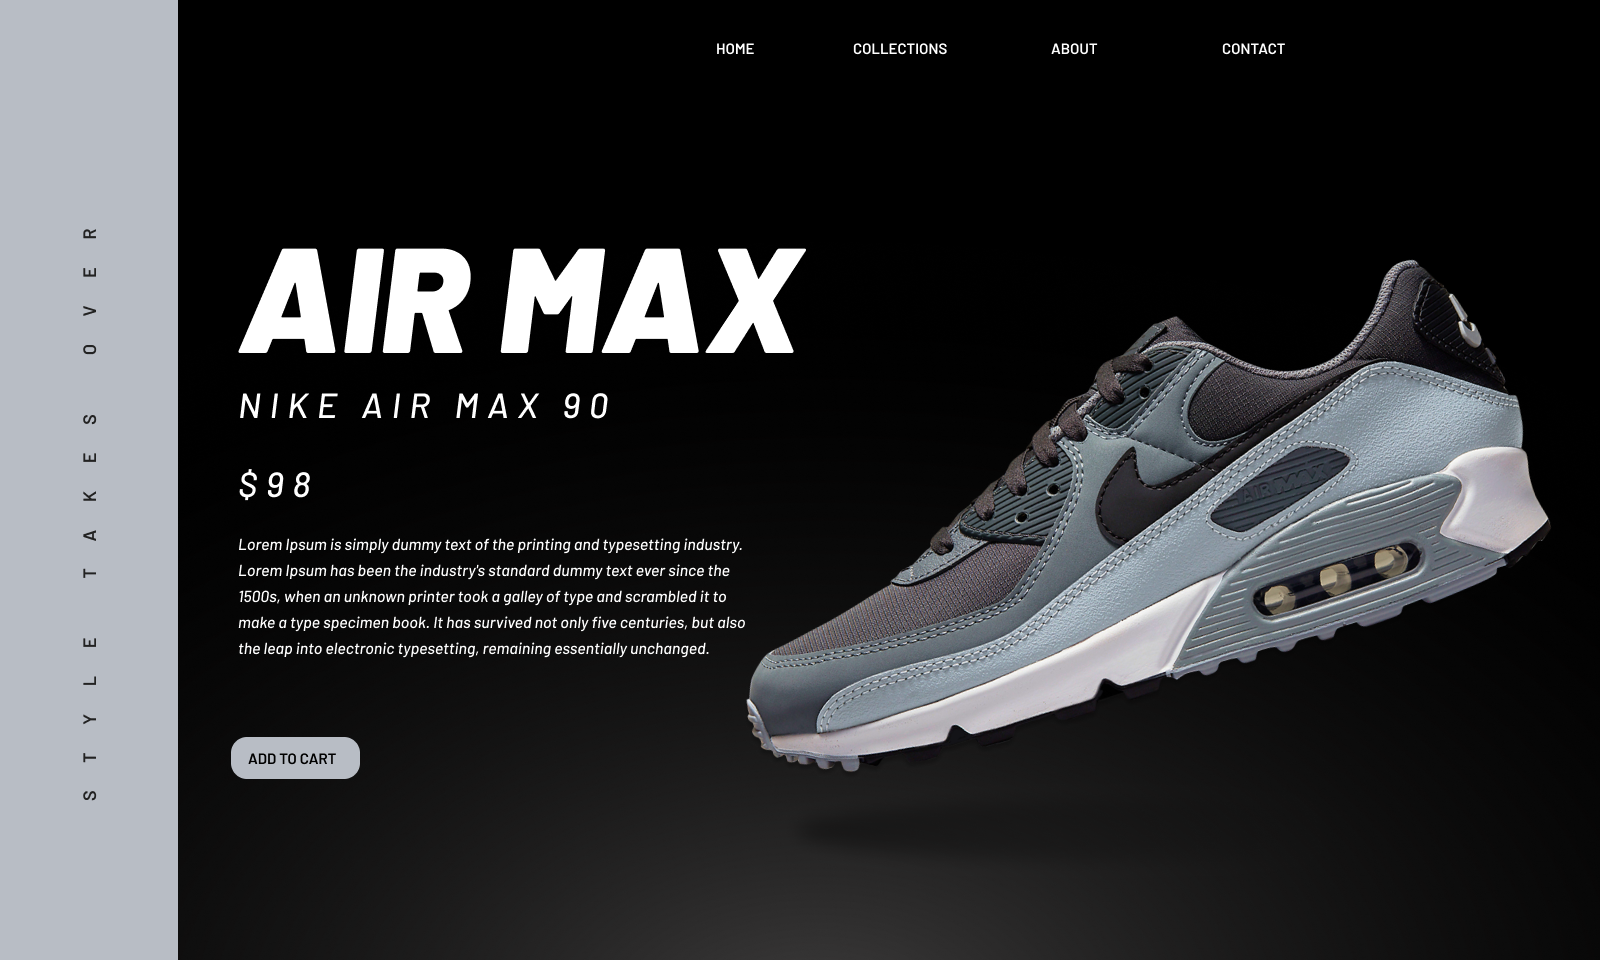 HOME COLLECTIONS ABOUT CONTACT
STYLE TAKES OVER
AIR MAX
NIKE AIR MAX 90
$98
Lorem Ipsum is simply dummy text of the printing and typesetting industry.
Lorem Ipsum has been the industry's standard dummy text ever since the
1500s, when an unknown printer took a galley of type and scrambled it to
make a type specimen book. It has survived not only five centuries, but also
the leap into electronic typesetting, remaining essentially unchanged.
ADD TO CART
AIR MAX